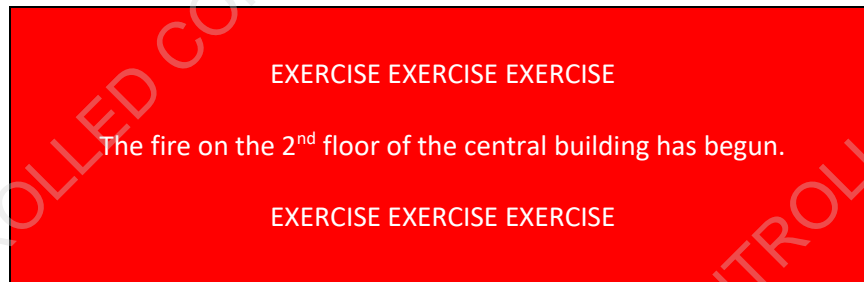 EXERCISE EXERCISE EXERCISE
The fire on the 2nd floor of the central building has begun.
EXERCISE EXERCISE EXERCISE